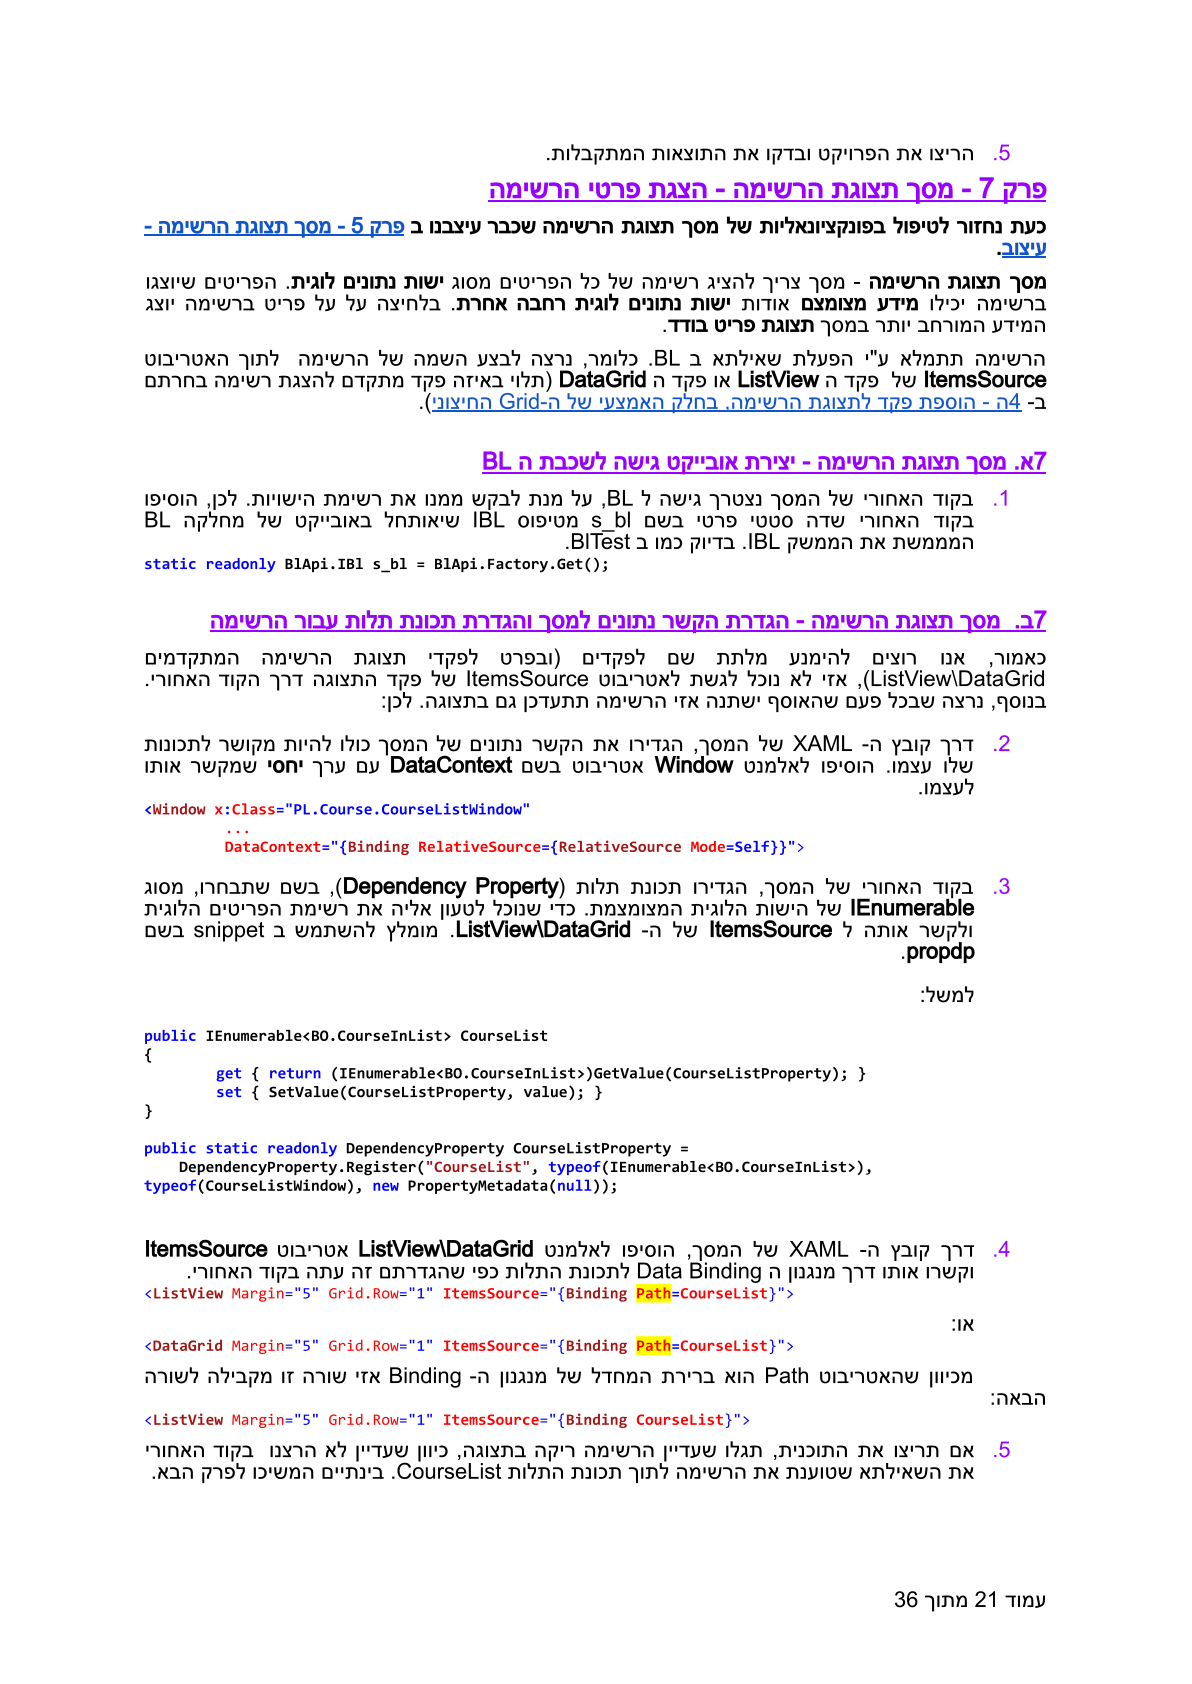 5. הריצו את הפרויקט ובדקו את התוצאות המתקבלות.
פרק 7 - מסך תצוגת הרשימה - הצגת פרטי הרשימה
כעת נחזור לטיפול בפונקציונאליות של מסך תצוגת הרשימה שכבר עיצבנו ב פרק 5 - מסך תצוגת הרשימה -
עיצוב.
מסך תצוגת הרשימה - מסך צריך להציג רשימה של כל הפריטים מסוג ישות נתונים לוגית. הפריטים שיוצגו
ברשימה יכילו מידע מצומצם אודות ישות נתונים לוגית רחבה אחרת. בלחיצה על על פריט ברשימה יוצג
המידע המורחב יותר במסך תצוגת פריט בודד.
הרשימה תתמלא ע"י הפעלת שאילתא ב BL. כלומר, נרצה לבצע השמה של הרשימה לתוך האטריבוט
ItemsSource של פקד ה ListView או פקד ה DataGrid (תלוי באיזה פקד מתקדם להצגת רשימה בחרתם
ב- 4ה - הוספת פקד לתצוגת הרשימה, בחלק האמצעי של ה-Grid החיצוני).
7א. מסך תצוגת הרשימה - יצירת אובייקט גישה לשכבת ה BL
1. בקוד האחורי של המסך נצטרך גישה ל BL, על מנת לבקש ממנו את רשימת הישויות. לכן, הוסיפו
בקוד האחורי שדה סטטי פרטי בשם s_bl מטיפוס IBL שיאותחל באובייקט של מחלקה BL
המממשת את הממשק IBL. בדיוק כמו ב BlTest.
static readonly BlApi.IBl s_bl = BlApi.Factory.Get();
7ב. מסך תצוגת הרשימה - הגדרת הקשר נתונים למסך והגדרת תכונת תלות עבור הרשימה
כאמור, אנו רוצים להימנע מלתת שם לפקדים (ובפרט לפקדי תצוגת הרשימה המתקדמים
ListView\DataGrid), אזי לא נוכל לגשת לאטריבוט ItemsSource של פקד התצוגה דרך הקוד האחורי.
בנוסף, נרצה שבכל פעם שהאוסף ישתנה אזי הרשימה תתעדכן גם בתצוגה. לכן:
2. דרך קובץ ה- XAML של המסך, הגדירו את הקשר נתונים של המסך כולו להיות מקושר לתכונות
שלו עצמו. הוסיפו לאלמנט Window אטריבוט בשם DataContext עם ערך יחסי שמקשר אותו
לעצמו.
<Window x:Class="PL.Course.CourseListWindow"
...
DataContext="{Binding RelativeSource={RelativeSource Mode=Self}}">
3. בקוד האחורי של המסך, הגדירו תכונת תלות (Dependency Property), בשם שתבחרו, מסוג
IEnumerable של הישות הלוגית המצומצמת. כדי שנוכל לטעון אליה את רשימת הפריטים הלוגית
ולקשר אותה ל ItemsSource של ה- ListView\DataGrid. מומלץ להשתמש ב snippet בשם
propdp.
למשל:
public IEnumerable<BO.CourseInList> CourseList
{
get { return (IEnumerable<BO.CourseInList>)GetValue(CourseListProperty); }
set { SetValue(CourseListProperty, value); }
}
public static readonly DependencyProperty CourseListProperty =
DependencyProperty.Register("CourseList", typeof(IEnumerable<BO.CourseInList>),
typeof(CourseListWindow), new PropertyMetadata(null));
4. דרך קובץ ה- XAML של המסך, הוסיפו לאלמנט ListView\DataGrid אטריבוט ItemsSource
וקשרו אותו דרך מנגנון ה Data Binding לתכונת התלות כפי שהגדרתם זה עתה בקוד האחורי.
<ListView Margin="5" Grid.Row="1" ItemsSource="{Binding Path=CourseList}">
או:
<DataGrid Margin="5" Grid.Row="1" ItemsSource="{Binding Path=CourseList}">
מכיוון שהאטריבוט Path הוא ברירת המחדל של מנגנון ה- Binding אזי שורה זו מקבילה לשורה
הבאה:
<ListView Margin="5" Grid.Row="1" ItemsSource="{Binding CourseList}">
5. אם תריצו את התוכנית, תגלו שעדיין הרשימה ריקה בתצוגה, כיוון שעדיין לא הרצנו בקוד האחורי
את השאילתא שטוענת את הרשימה לתוך תכונת התלות CourseList. בינתיים המשיכו לפרק הבא.
עמוד 21 מתוך 36